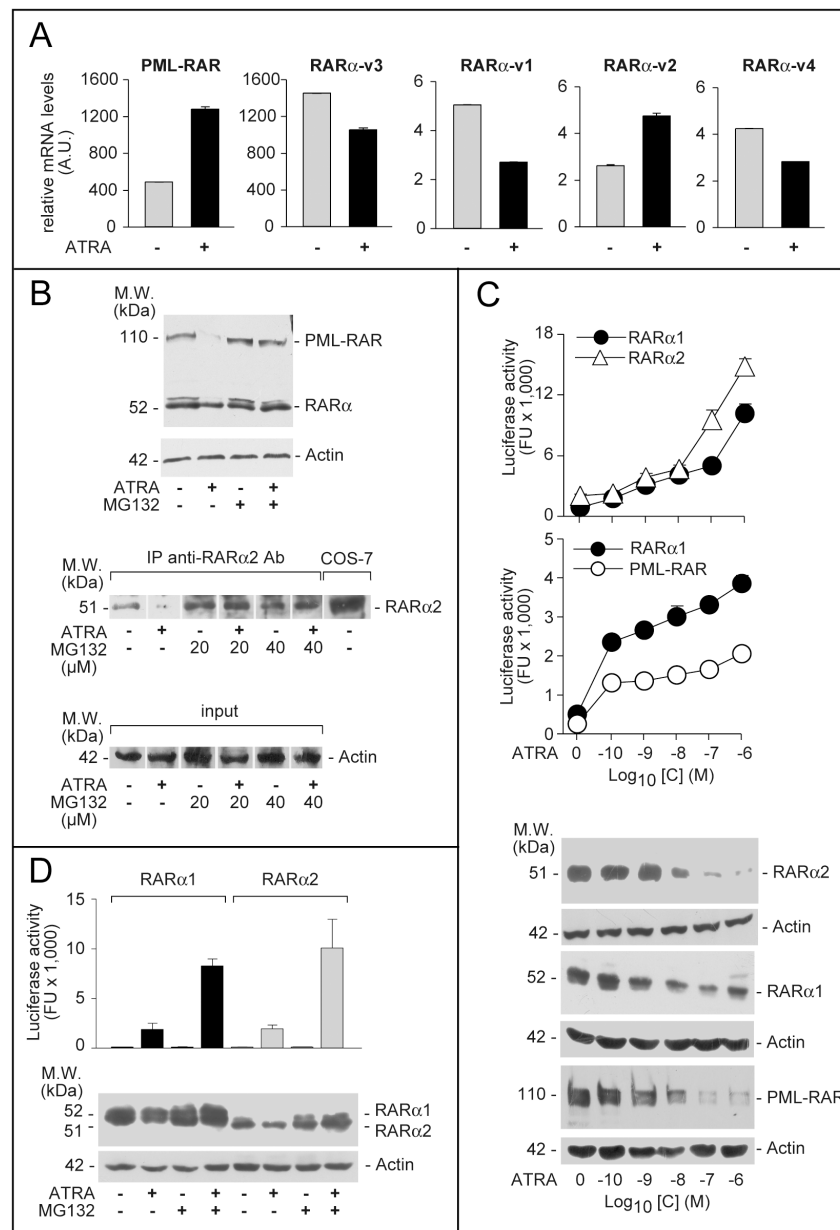 A
PML-RAR RARα-v3 RARα-v1 RARα-v2 RARα-v4
relative mRNA levels
(A.U.)
1600 1200 800 400 0
1600 1200 800 400 0
6 4 2 0
6 4 2 0
6 4 2 0
ATRA - + - + - + - + - +
B
M.W.
(kDa)
110 - - PML-RAR
52 - - RARα
42 - - Actin
ATRA - + - +
MG132 - - + +
IP anti-RARα2 Ab COS-7
M.W.
(kDa)
51 - - RARα2
ATRA - + - + - + -
MG132 - - 20 20 40 40 -
(µM)
input
M.W.
(kDa)
42 - - Actin
ATRA - + - + - +
MG132 - - 20 20 40 40
(µM)
C
Luciferase activity
(FU x 1,000)
18
12
6
0
RARα1
RARα2
Luciferase activity
(FU x 1,000)
5
4
3
2
1
0
RARα1
PML-RAR
ATRA 0 -10 -9 -8 -7 -6
Log10 [C] (M)
M.W.
(kDa)
51 - - RARα2
42 - - Actin
52 - - RARα1
42 - - Actin
110 - - PML-RAR
42 - - Actin
ATRA 0 -10 -9 -8 -7 -6
Log10 [C] (M)
D
RARα1 RARα2
Luciferase activity
(FU x 1,000)
15
10
5
0
M.W.
(kDa)
52 - - RARα1
51 - - RARα2
42 - - Actin
ATRA - + - + - + - +
MG132 - - + + - - + +